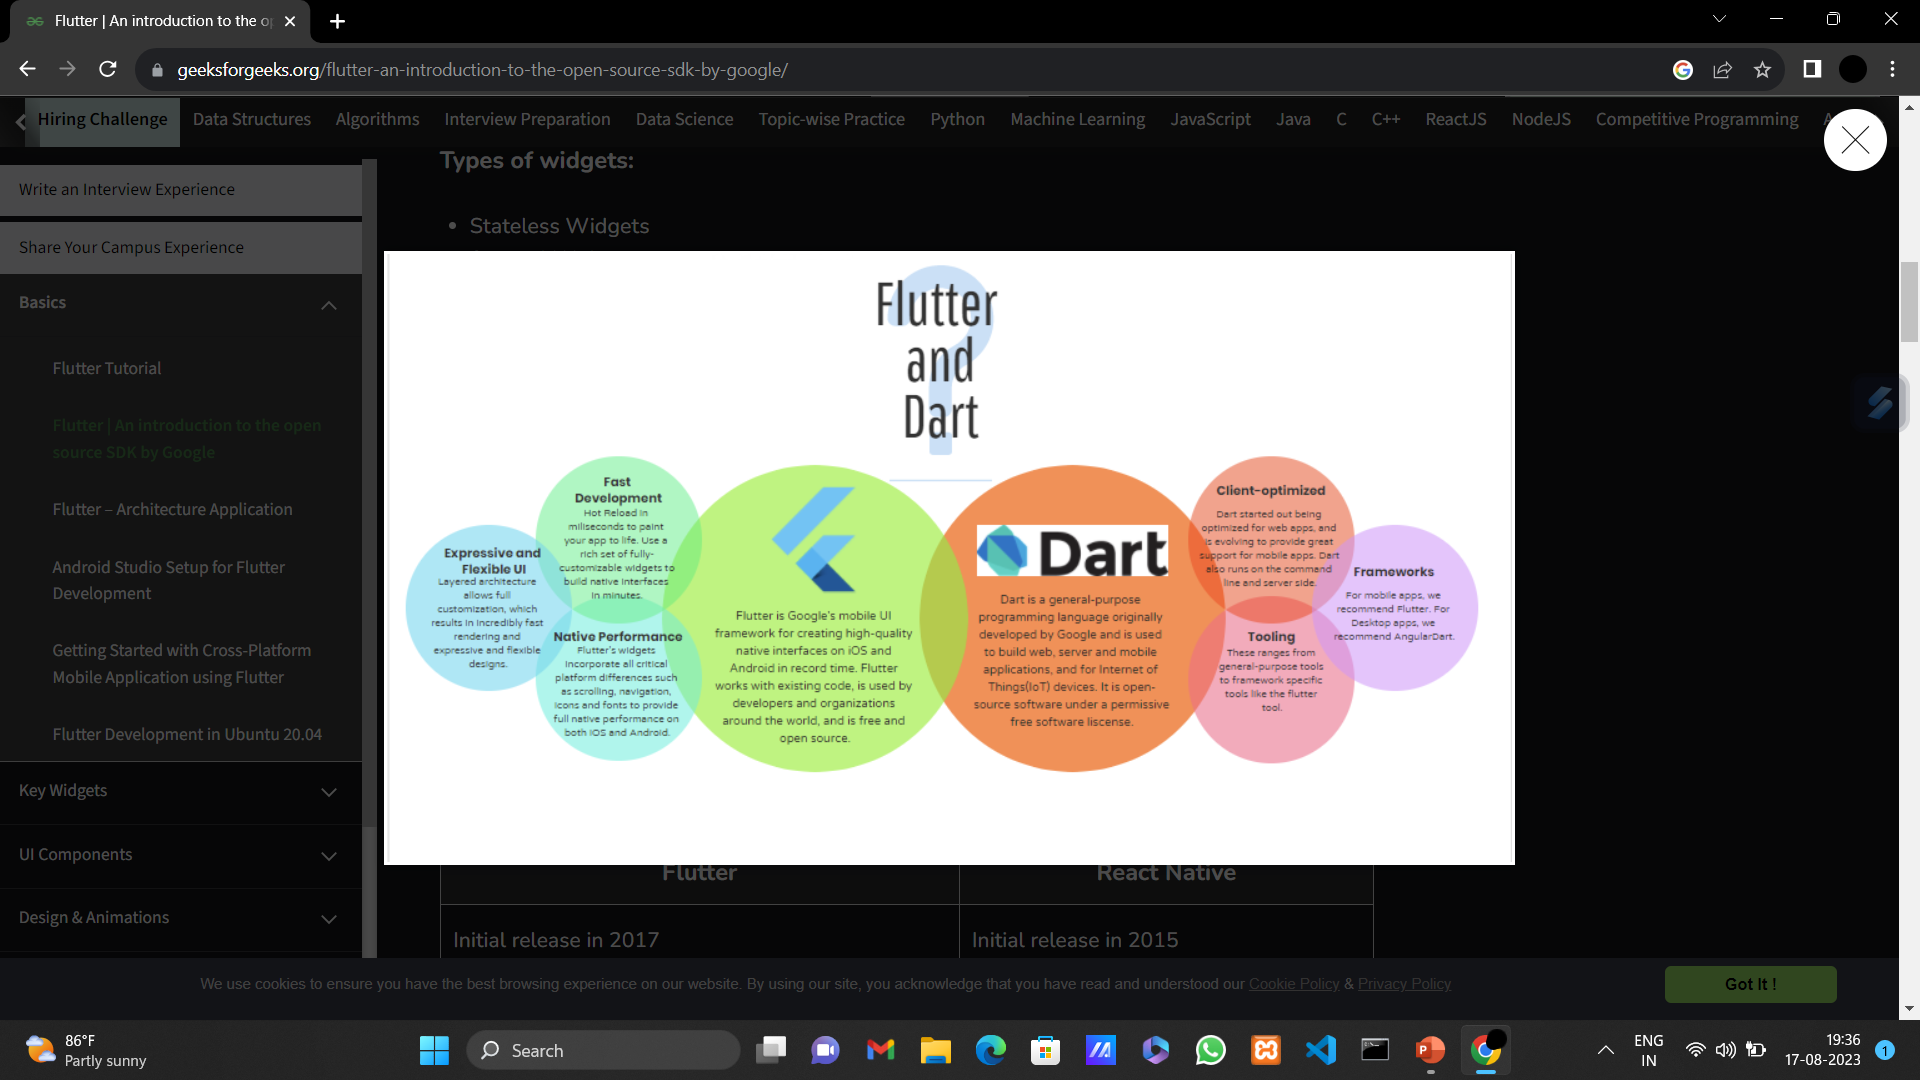 Flutter | An introduction to the op
geeksforgeeks.org/flutter-an-introduction-to-the-open-source-sdk-by-google/
Hiring Challenge Data Structures Algorithms Interview Preparation Data Science Topic-wise Practice Python Machine Learning JavaScript Java C C++ ReactJS NodeJS Competitive Programming
Types of widgets:
Write an Interview Experience
• Stateless Widgets
Share Your Campus Experience
Basics
Flutter Tutorial
Flutter | An introduction to the open
source SDK by Google
Flutter – Architecture Application
Android Studio Setup for Flutter
Development
Getting Started with Cross-Platform
Mobile Application using Flutter
Flutter Development in Ubuntu 20.04
Key Widgets
UI Components
Design & Animations
?
Flutter
and
Dart
Expressive and
Flexible UI
Layered architecture
allows full
customization, which
results in incredibly fast
rendering and
expressive and flexible
designs.
Fast
Development
Hot Reload in
miliseconds to paint
your app to life. Use a
rich set of fully-
customizable widgets to
build native interfaces
in minutes.
Native Performance
Flutter's widgets
incorporate all critical
platform differences such
as scrolling, navigation,
icons and fonts to provide
full native performance on
both iOS and Android.
Flutter is Google's mobile UI
framework for creating high-quality
native interfaces on iOS and
Android in record time. Flutter
works with existing code, is used by
developers and organizations
around the world, and is free and
open source.
Dart
Dart is a general-purpose
programming language originally
developed by Google and is used
to build web, server and mobile
applications, and for Internet of
Things(IoT) devices. It is open-
source software under a permissive
free software liscense.
Client-optimized
Dart started out being
optimized for web apps, and
is evolving to provide great
support for mobile apps. Dart
also runs on the command
line and server side.
Tooling
These ranges from
general-purpose tools
to framework specific
tools like the flutter
tool.
Frameworks
For mobile apps, we
recommend Flutter. For
Desktop apps, we
recommend AngularDart.
Flutter React Native
Initial release in 2017 Initial release in 2015
We use cookies to ensure you have the best browsing experience on our website. By using our site, you acknowledge that you have read and understood our Cookie Policy & Privacy Policy
Got It !
86°F
Partly sunny
Search
ENG
IN
19:36
17-08-2023
1